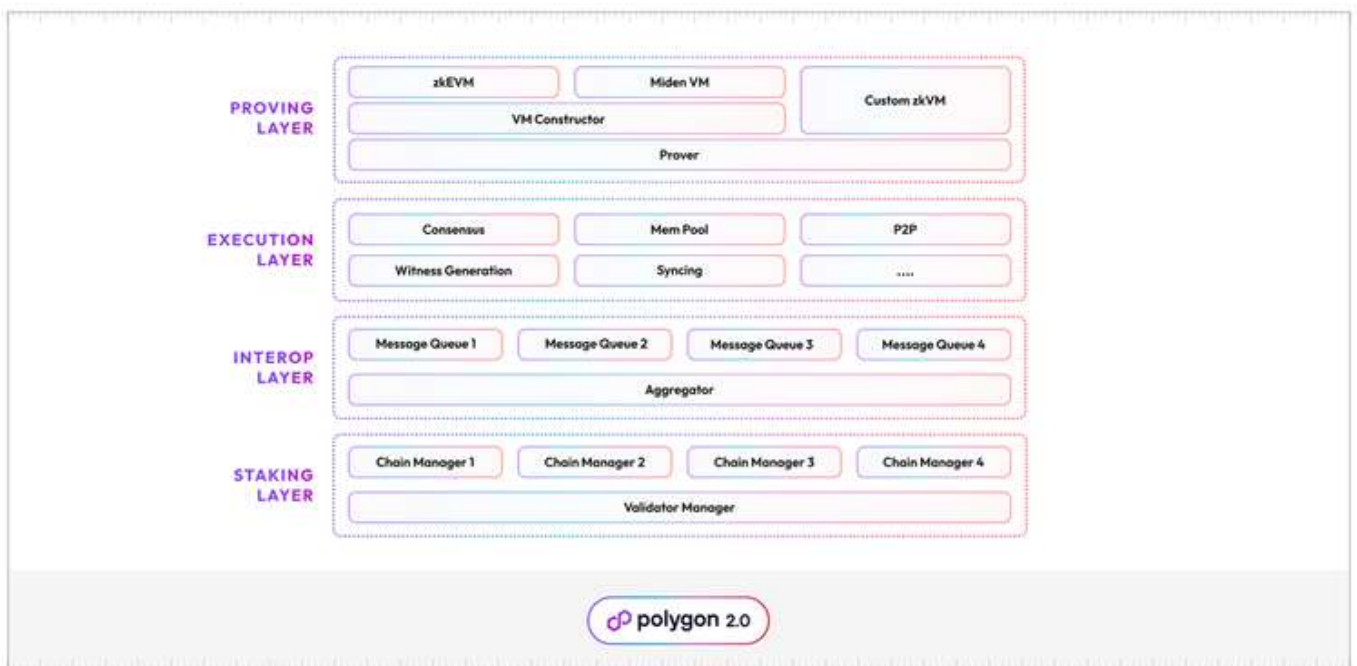 PROVING
LAYER
zkEVM
Miden VM
Custom zkVM
VM Constructor
Prover
EXECUTION
LAYER
Consensus
Mem Pool
P2P
Witness Generation
Syncing
....
INTEROP
LAYER
Message Queue 1
Message Queue 2
Message Queue 3
Message Queue 4
Aggregator
STAKING
LAYER
Chain Manager 1
Chain Manager 2
Chain Manager 3
Chain Manager 4
Validator Manager
polygon 2.0